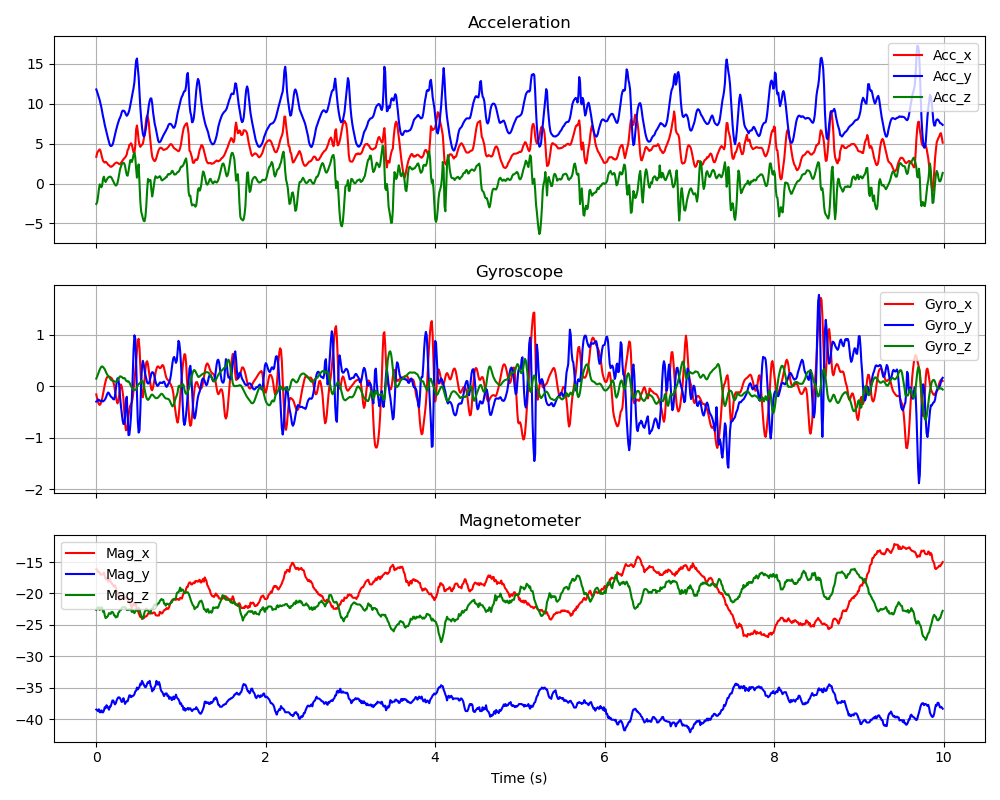 Acceleration
15
10
5
0
−5
Acc_x
Acc_y
Acc_z
Gyroscope
1
0
−1
−2
Gyro_x
Gyro_y
Gyro_z
Magnetometer
−15
−20
−25
−30
−35
−40
Mag_x
Mag_y
Mag_z
0 2 4 6 8 10
Time (s)